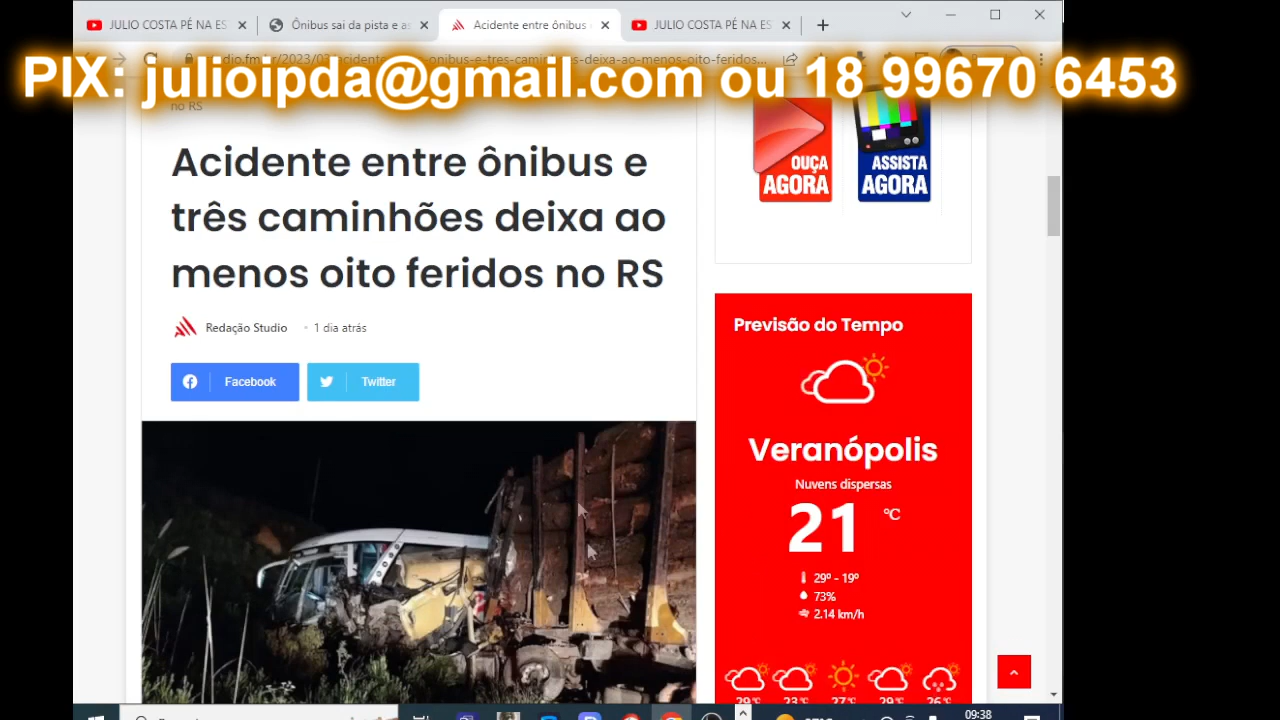 JULIO COSTA PÉ NA ES
Ônibus sai da pista e as
Acidente entre ônibus
JULIO COSTA PÉ NA ES
PIX: julioipda@gmail.com ou 18 99670 6453
no RS
Acidente entre ônibus e
três caminhões deixa ao
menos oito feridos no RS
Redação Studio • 1 dia atrás
Facebook
Twitter
OUÇA
AGORA
ASSISTA
AGORA
Previsão do Tempo
Veranópolis
Nuvens dispersas
21 ℃
29º - 19º
73%
2.14 km/h
09:38